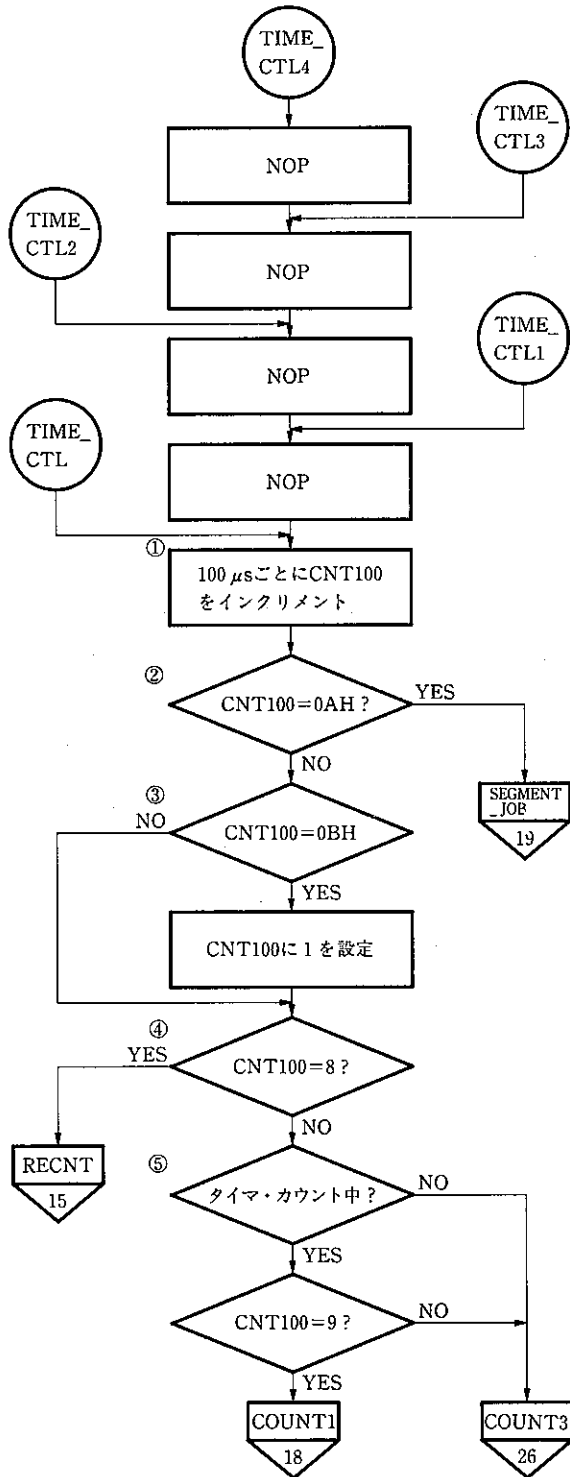 TIME_
CTL4
NOP
TIME_
CTL3
TIME_
CTL2
NOP
NOP
TIME_
CTL1
TIME_
CTL
NOP
①
100 μsごとにCNT100
をインクリメント
②
CNT100=0AH?
YES
NO
SEGMENT
_JOB
19
③
NO
CNT100=0BH
YES
CNT100に1を設定
④
YES
CNT100=8?
NO
RECNT
15
⑤
タイマ・カウント中?
NO
YES
CNT100=9?
NO
YES
COUNT1
18
COUNT3
26